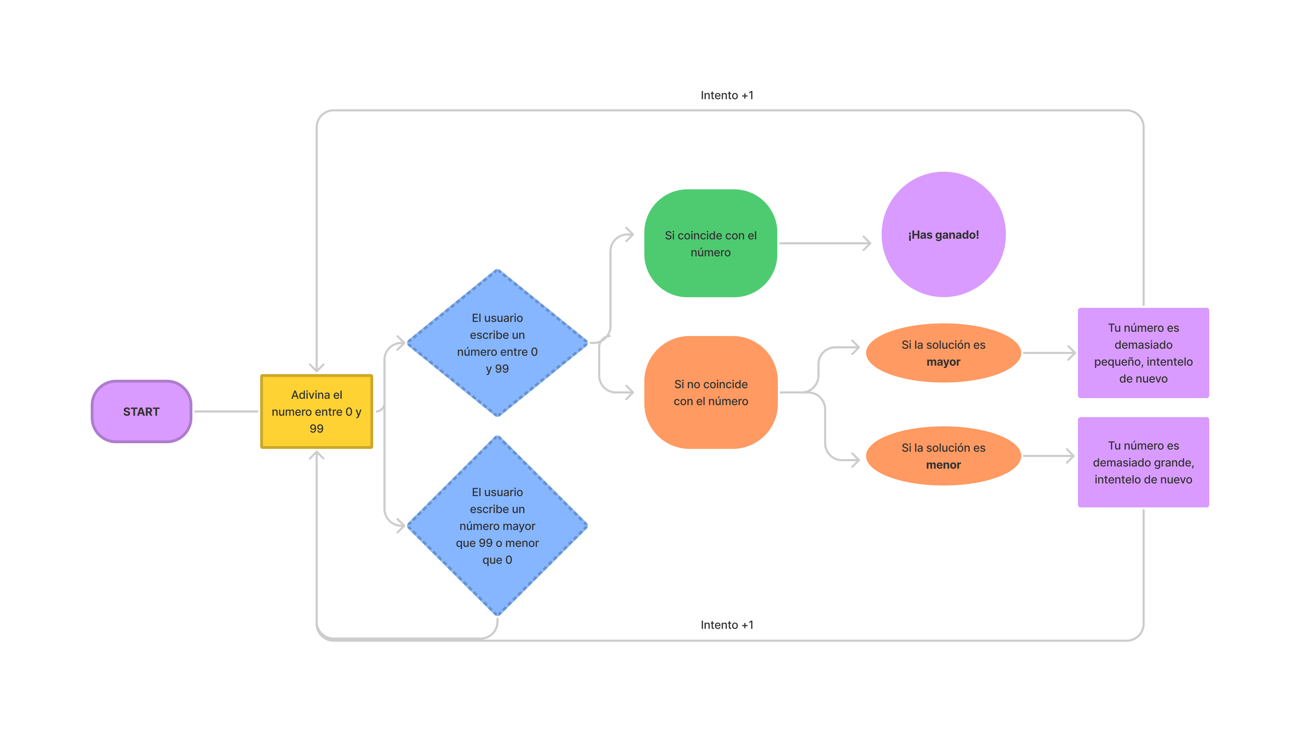 Intento +1
START
Adivina el
numero entre 0 y
99
El usuario
escribe un
número entre 0
y 99
El usuario
escribe un
número mayor
que 99 o menor
que 0
Si coincide con el
número
¡Has ganado!
Si no coincide
con el número
Si la solución es
mayor
Tu número es
demasiado
pequeño, intentelo
de nuevo
Si la solución es
menor
Tu número es
demasiado grande,
intentelo de nuevo
Intento +1